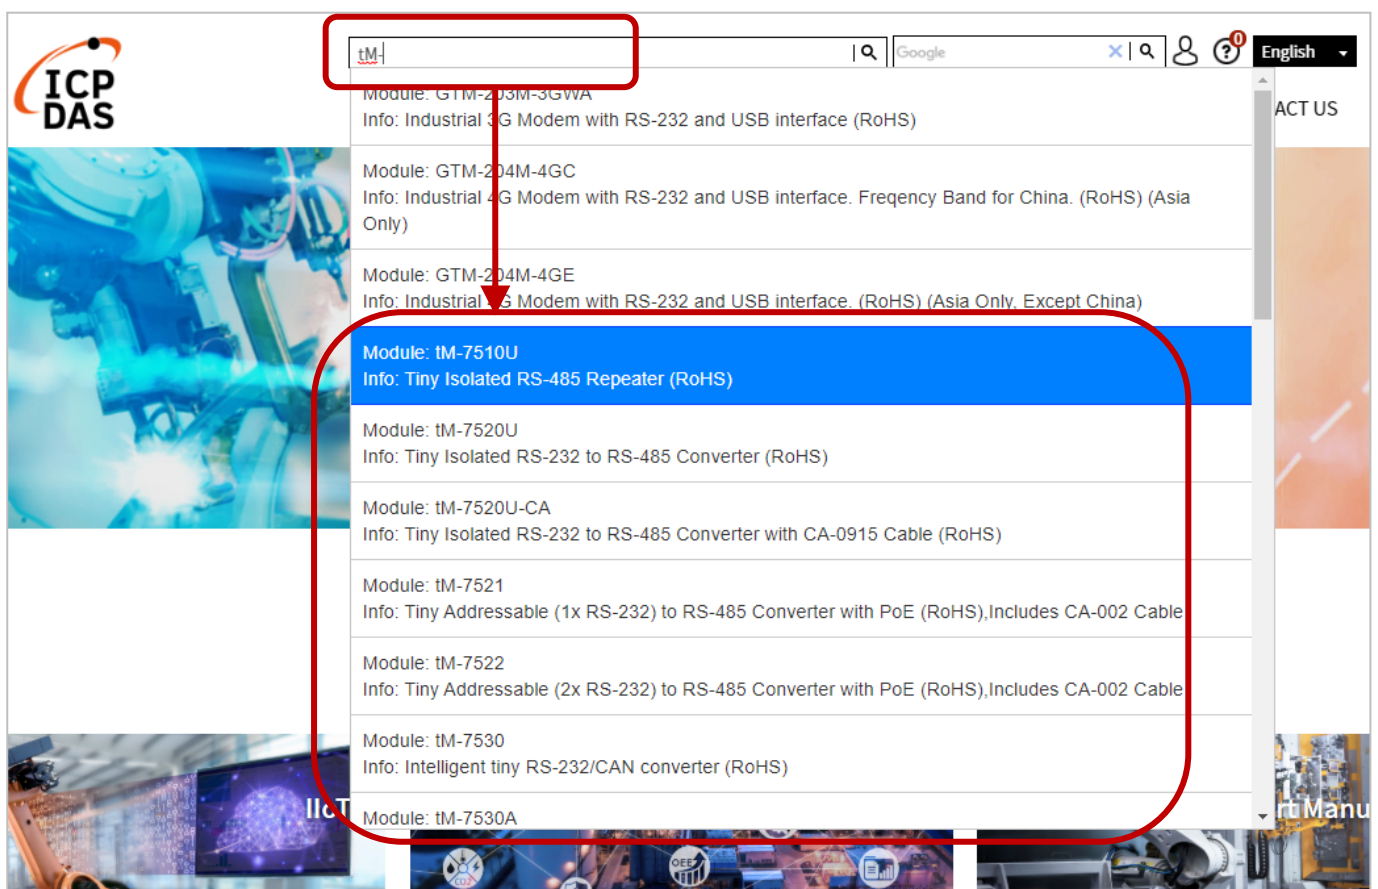 ICP
DAS
tM-
Google
0
English
ACT US
Module: GTM-203M-3GWA
Info: Industrial 3G Modem with RS-232 and USB interface (RoHS)
Module: GTM-204M-4GC
Info: Industrial 4G Modem with RS-232 and USB interface. Freqency Band for China. (RoHS) (Asia
Only)
Module: GTM-204M-4GE
Info: Industrial 4G Modem with RS-232 and USB interface. (RoHS) (Asia Only, Except China)
Module: tM-7510U
Info: Tiny Isolated RS-485 Repeater (RoHS)
Module: tM-7520U
Info: Tiny Isolated RS-232 to RS-485 Converter (RoHS)
Module: tM-7520U-CA
Info: Tiny Isolated RS-232 to RS-485 Converter with CA-0915 Cable (RoHS)
Module: tM-7521
Info: Tiny Addressable (1x RS-232) to RS-485 Converter with PoE (RoHS),Includes CA-002 Cable
Module: tM-7522
Info: Tiny Addressable (2x RS-232) to RS-485 Converter with PoE (RoHS),Includes CA-002 Cable
Module: tM-7530
Info: Intelligent tiny RS-232/CAN converter (RoHS)
Module: tM-7530A
IIoT
rt Manu
CO2
OEE